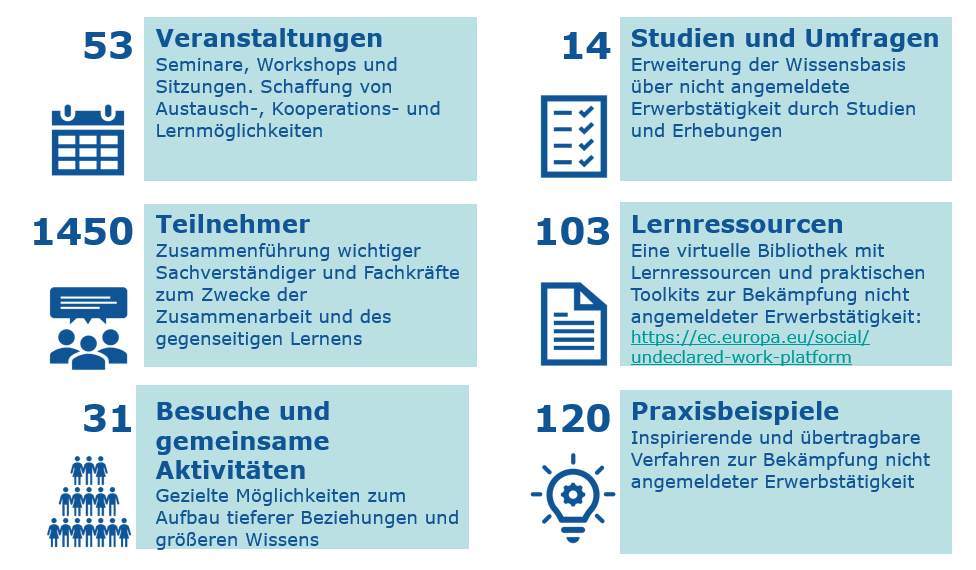 53
Veranstaltungen
Seminare, Workshops und
Sitzungen. Schaffung von
Austausch-, Kooperations- und
Lernmöglichkeiten
14
Studien und Umfragen
Erweiterung der Wissensbasis
über nicht angemeldete
Erwerbstätigkeit durch Studien
und Erhebungen
1450
Teilnehmer
Zusammenführung wichtiger
Sachverständiger und Fachkräfte
zum Zwecke der
Zusammenarbeit und des
gegenseitigen Lernens
103
Lernressourcen
Eine virtuelle Bibliothek mit
Lernressourcen und praktischen
Toolkits zur Bekämpfung nicht
angemeldeter Erwerbstätigkeit:
https://ec.europa.eu/social/
undeclared-work-platform
31
Besuche und
gemeinsame
Aktivitäten
Gezielte Möglichkeiten zum
Aufbau tieferer Beziehungen und
größeren Wissens
120
Praxisbeispiele
Inspirierende und übertragbare
Verfahren zur Bekämpfung nicht
angemeldeter Erwerbstätigkeit